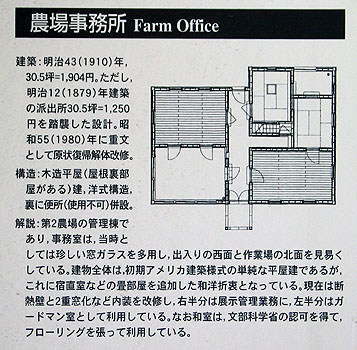 農場事務所 Farm Office
建築：明治43(1910)年，
30.5坪=1,904円。ただし，
明治12(1879)年建築
の派出所30.5坪=1,250
円を踏襲した設計。昭
和55(1980)年に重文
として原状復帰解体改修。
構造：木造平屋(屋根裏部
屋がある)建，洋式構造，
裏に便所(使用不可)併設。
解説：第2農場の管理棟で
あり，事務室は，当時と
しては珍しい窓ガラスを多用し，出入りの西面と作業場の北面を見易く
している。建物全体は，初期アメリカ建築様式の単純な平屋建であるが，
これに宿直室などの畳部屋を追加した和洋折衷となっている。現在は断
熱壁と2重窓化など内装を改修し，右半分は展示管理業務に，左半分はガ
ードマン室として利用している。なお和室は，文部科学省の認可を得て，
フローリングを張って利用している。